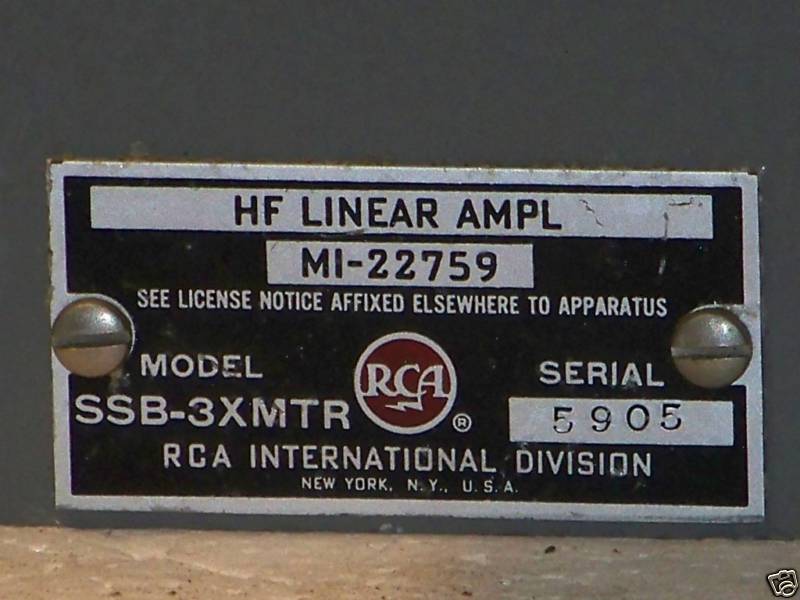 HF LINEAR AMPL
MI-22759
SEE LICENSE NOTICE AFFIXED ELSEWHERE TO APPARATUS
MODEL
SSB-3XMTR
RCA
®
SERIAL
5905
RCA INTERNATIONAL DIVISION
NEW YORK, N.Y., U.S.A.